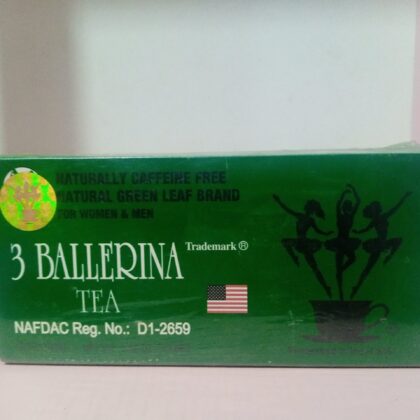 NATURALLY CAFFEINE FREE
NATURAL GREEN LEAF BRAND
FOR WOMEN & MEN
3 BALLERINA Trademark ®
TEA
NAFDAC Reg. No.: D1-2659